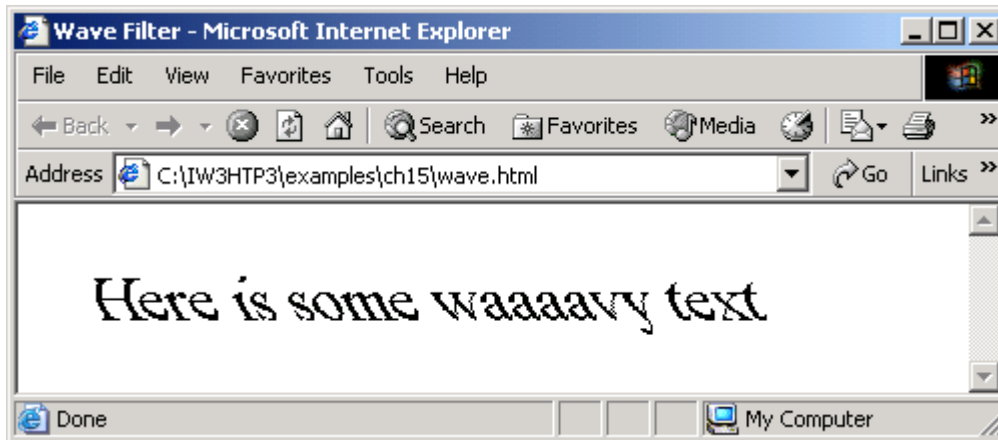 Wave Filter - Microsoft Internet Explorer
File Edit View Favorites Tools Help
Back Search Favorites Media »
Address C:\IW3HTP3\examples\ch15\wave.html Go Links »
Here is some waaaavy text
Done My Computer